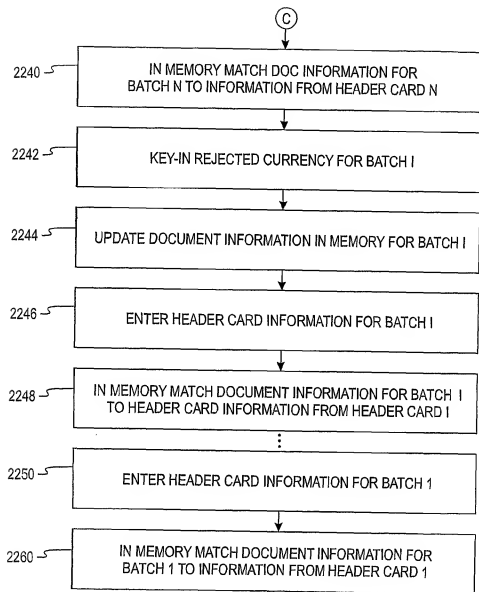 C
2240
IN MEMORY MATCH DOC INFORMATION FOR
BATCH N TO INFORMATION FROM HEADER CARD N
2242
KEY-IN REJECTED CURRENCY FOR BATCH I
2244
UPDATE DOCUMENT INFORMATION IN MEMORY FOR BATCH I
2246
ENTER HEADER CARD INFORMATION FOR BATCH I
2248
IN MEMORY MATCH DOCUMENT INFORMATION FOR BATCH I
TO HEADER CARD INFORMATION FROM HEADER CARD I
2250
ENTER HEADER CARD INFORMATION FOR BATCH 1
2260
IN MEMORY MATCH DOCUMENT INFORMATION FOR
BATCH 1 TO INFORMATION FROM HEADER CARD 1